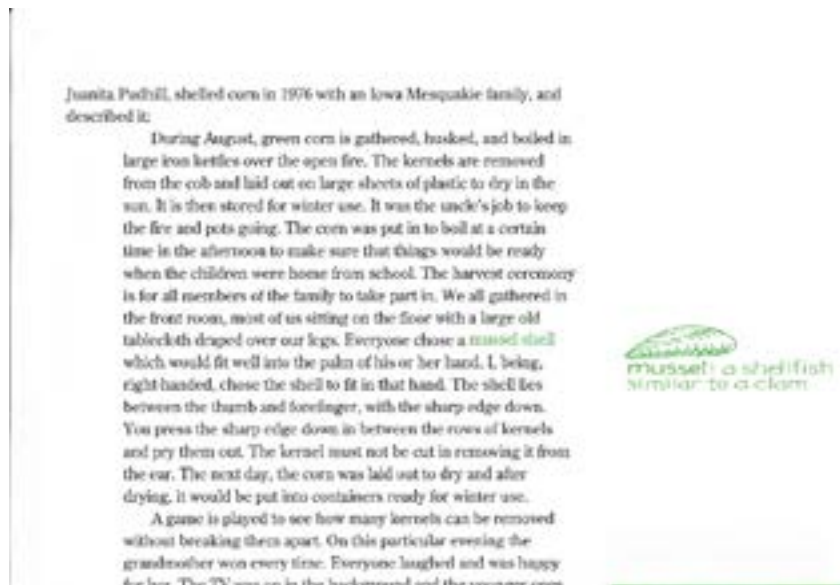 Juanita Pudhill, shelled corn in 1976 with an Iowa Mesquakie family, and
described it:
During August, green corn is gathered, husked, and boiled in
large iron kettles over the open fire. The kernels are removed
from the cob and laid out on large sheets of plastic to dry in the
sun. It is then stored for winter use. It was the uncle's job to keep
the fire and pots going. The corn was put in to boil at a certain
time in the afternoon to make sure that things would be ready
when the children were home from school. The harvest ceremony
is for all members of the family to take part in. We all gathered in
the front room, most of us sitting on the floor with a large old
tablecloth draped over our legs. Everyone chose a mussel shell
which would fit well into the palm of his or her hand. I, being,
right-handed, chose the shell to fit in that hand. The shell lies
between the thumb and forefinger, with the sharp edge down.
You press the sharp edge down in between the rows of kernels
and pry them out. The kernel must not be cut in removing it from
the ear. The next day, the corn was laid out to dry and after
drying, it would be put into containers ready for winter use.
A game is played to see how many kernels can be removed
without breaking them apart. On this particular evening the
grandmother won every time. Everyone laughed and was happy
for her. The TV was on in the background and the younger ones
mussel: a shellfish
similar to a clam